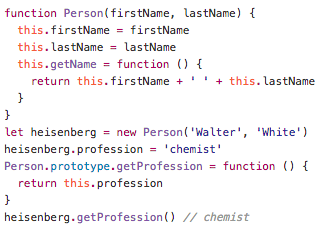 function Person(firstName, lastName) {
  this.firstName = firstName
  this.lastName = lastName
  this.getName = function () {
    return this.firstName + ' ' + this.lastName
  }
}
let heisenberg = new Person('Walter', 'White')
heisenberg.profession = 'chemist'
Person.prototype.getProfession = function () {
  return this.profession
}
heisenberg.getProfession() // chemist